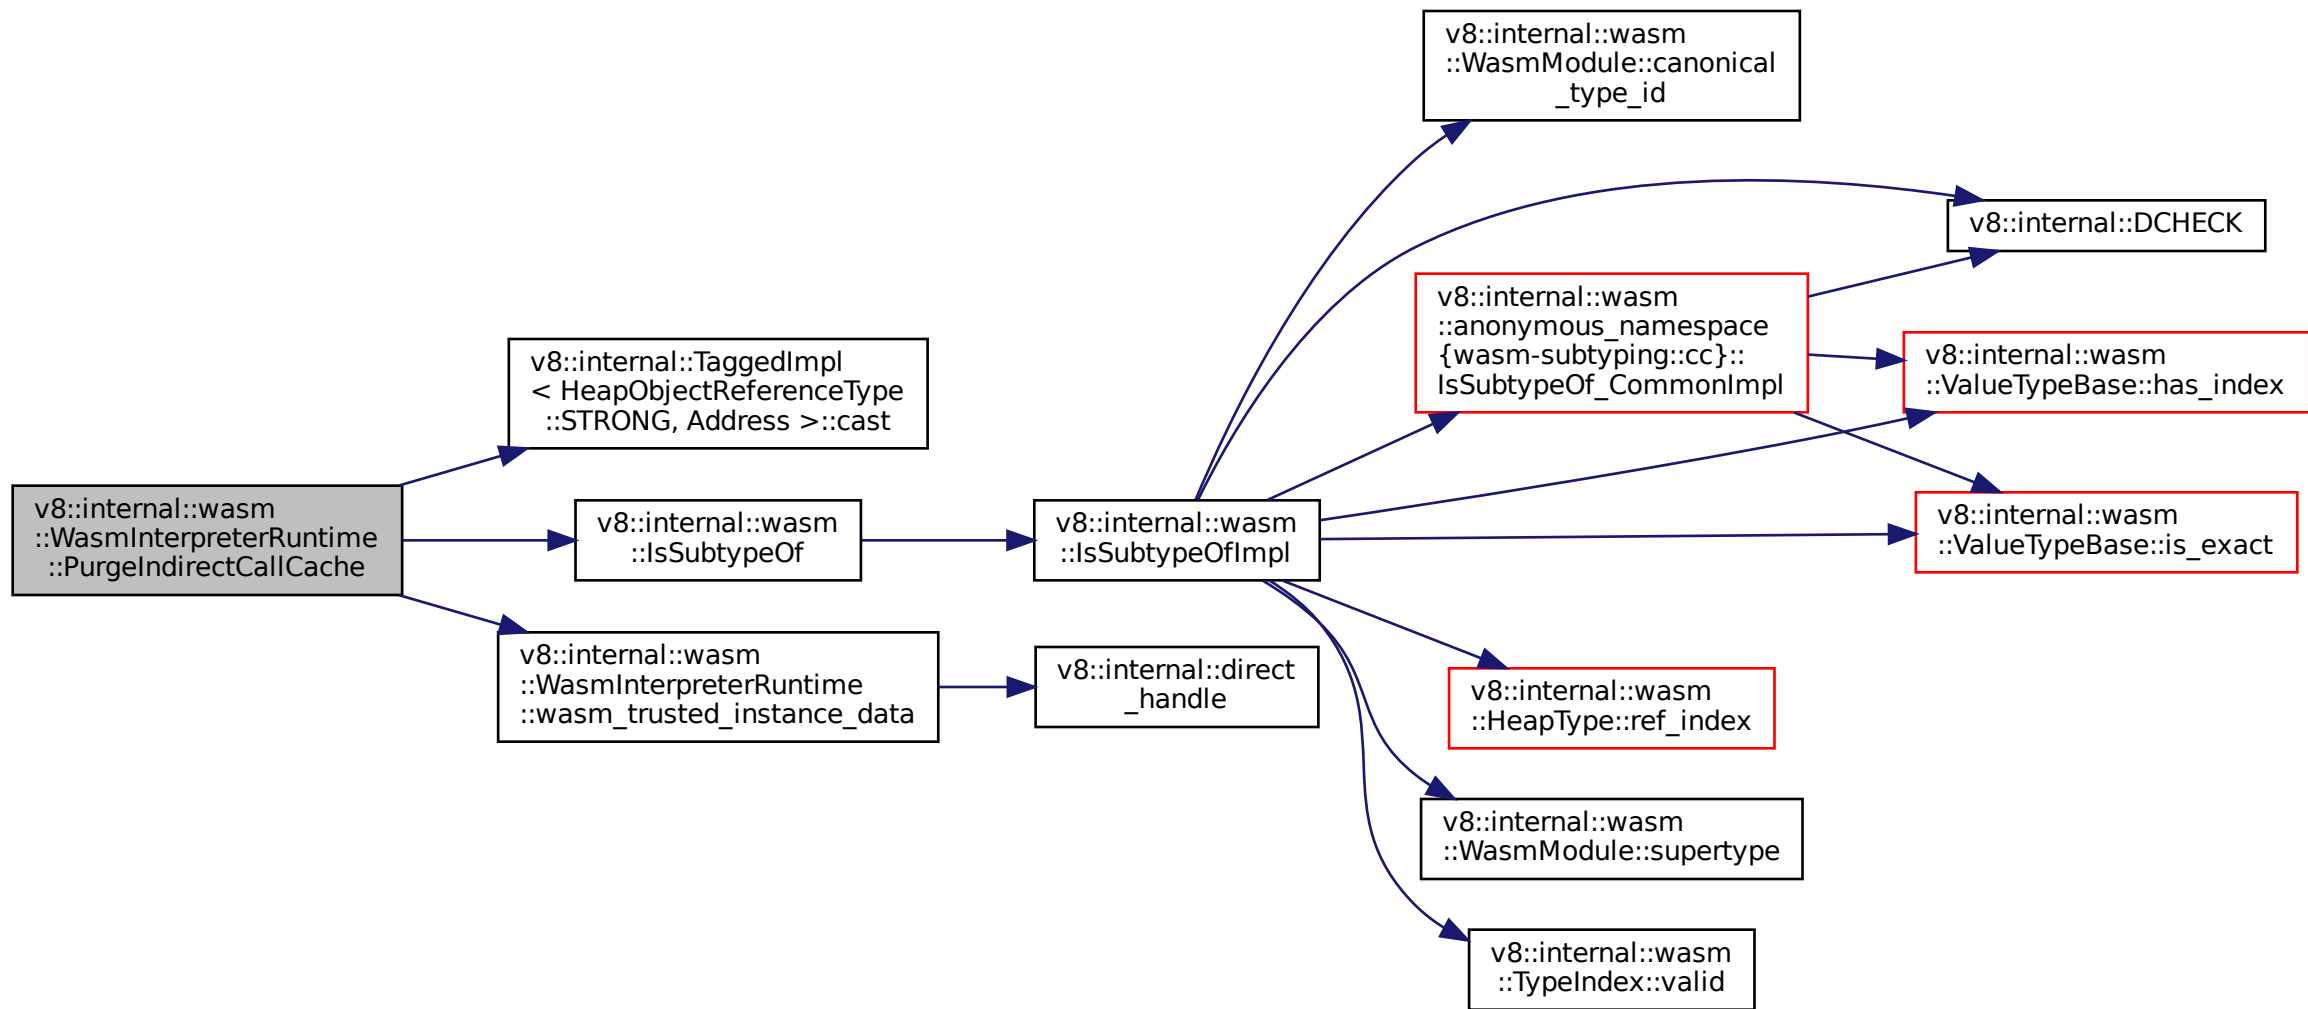 v8::internal::wasm
::WasmInterpreterRuntime
::PurgeIndirectCallCache
v8::internal::TaggedImpl
< HeapObjectReferenceType
::STRONG, Address >::cast
v8::internal::wasm
::IsSubtypeOf
v8::internal::wasm
::WasmInterpreterRuntime
::wasm_trusted_instance_data
v8::internal::wasm
::IsSubtypeOfImpl
v8::internal::direct
_handle
v8::internal::wasm
::WasmModule::canonical
_type_id
v8::internal::DCHECK
v8::internal::wasm
::anonymous_namespace
{wasm-subtyping::cc}::
IsSubtypeOf_CommonImpl
v8::internal::wasm
::ValueTypeBase::has_index
v8::internal::wasm
::ValueTypeBase::is_exact
v8::internal::wasm
::HeapType::ref_index
v8::internal::wasm
::WasmModule::supertype
v8::internal::wasm
::TypeIndex::valid